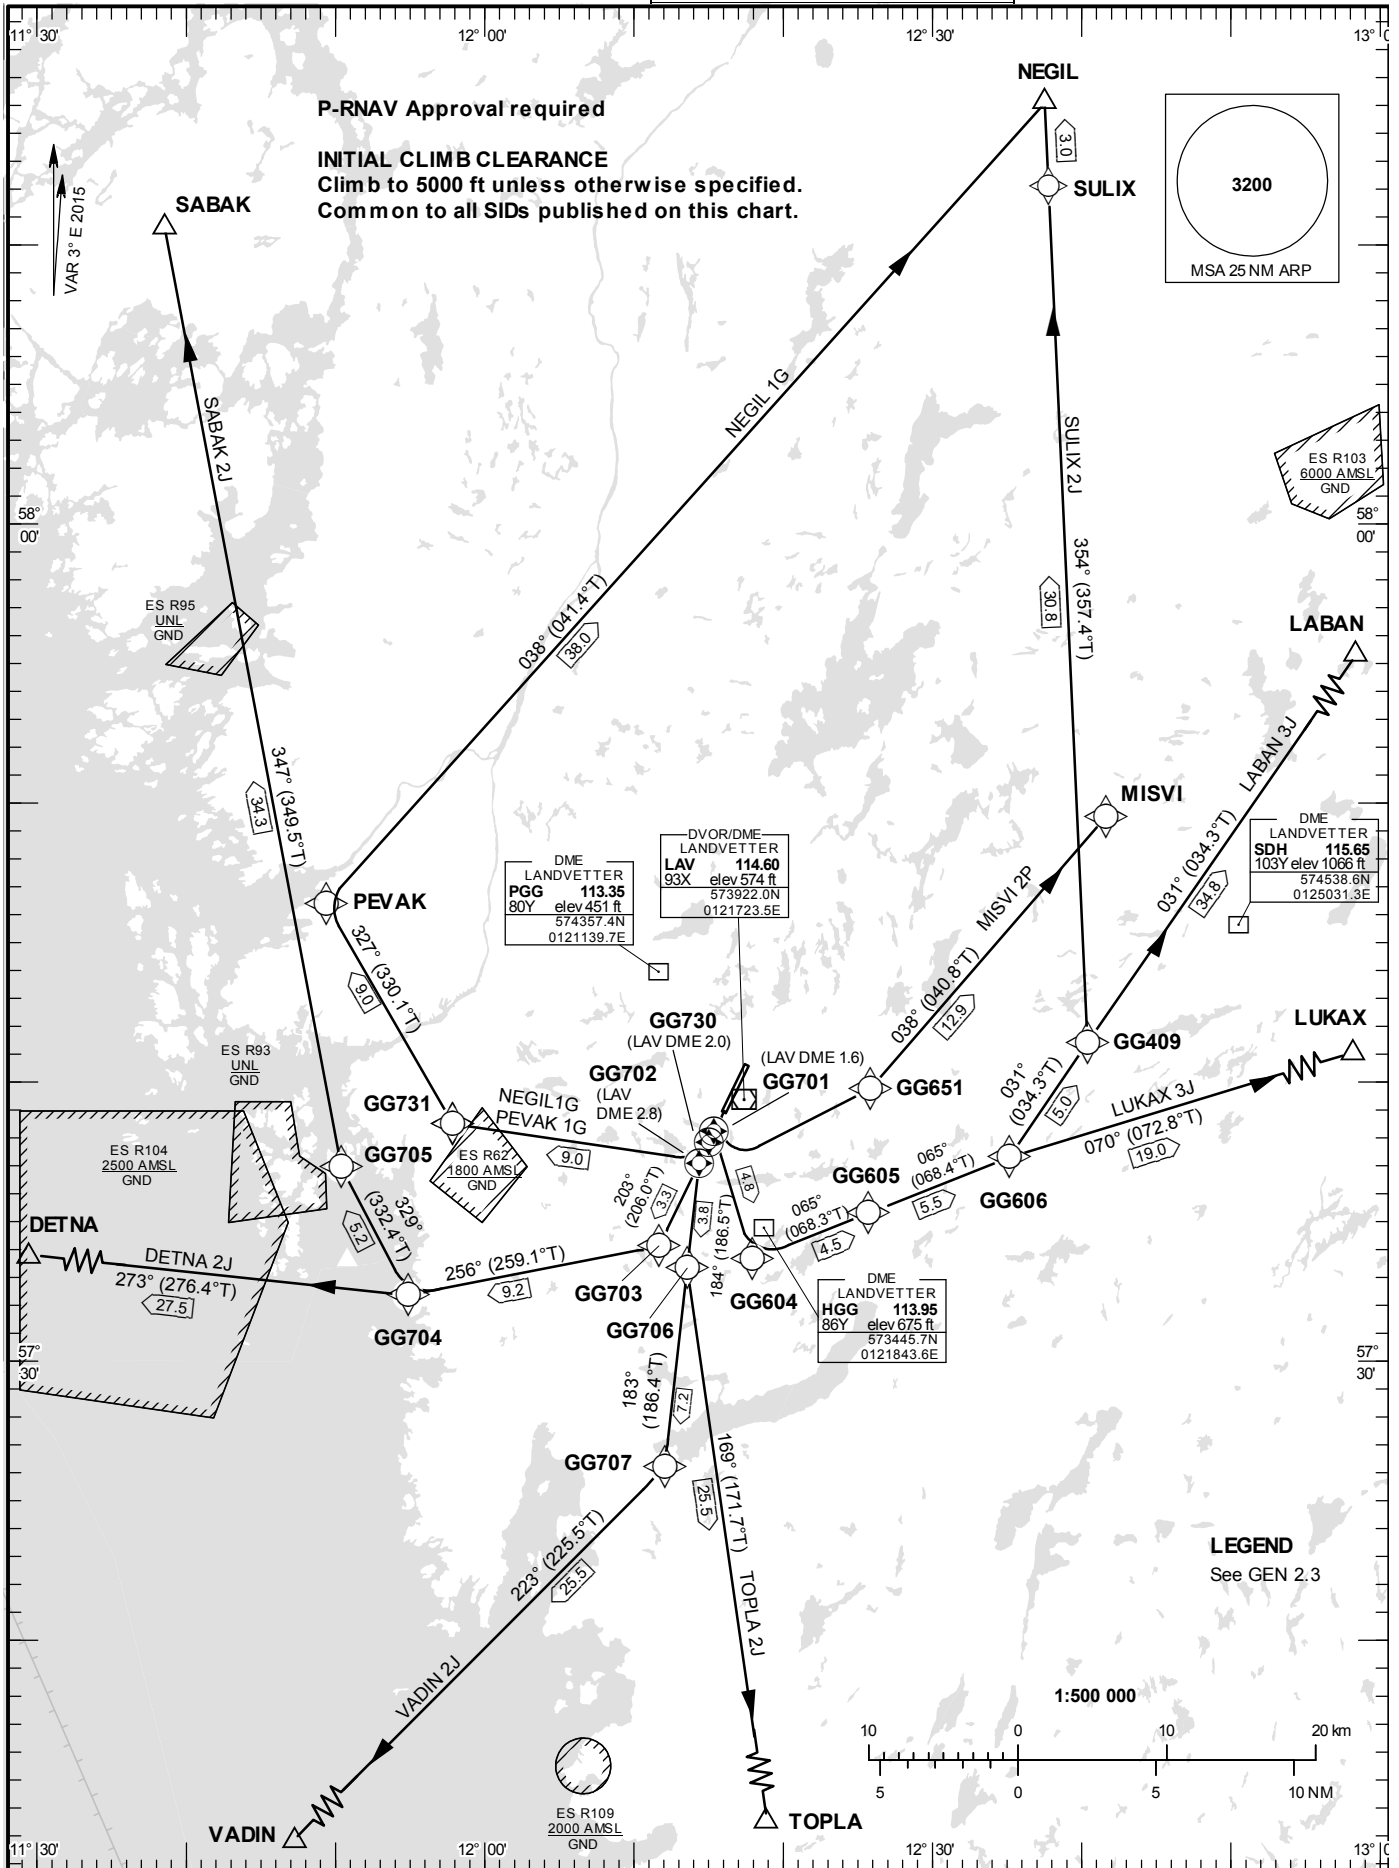 11° 30'
12° 00'
12° 30'
13° 0
NEGIL
P-RNAV Approval required
INITIAL CLIMB CLEARANCE
Climb to 5000 ft unless otherwise specified.
Common to all SIDs published on this chart.
3.0
SULIX
3200
MSA 25 NM ARP
VAR 3° E 2015
SABAK
SABAK 2J
NEGIL 1G
SULIX 2J
ES R103
6000 AMSL
GND
58°
00'
58°
00'
354° (357.4°T)
30.8
038° (041.4°T)
38.0
ES R95
UNL
GND
LABAN
347° (349.5°T)
34.3
LABAN 3J
031° (034.3°T)
34.8
MISVI
DME
LANDVETTER
SDH 115.65
103Y elev 1066 ft
574538.6N
0125031.3E
DVOR/DME
LANDVETTER
LAV 114.60
93X elev 574 ft
573922.0N
0121723.5E
DME
LANDVETTER
PGG 113.35
80Y elev 451 ft
574357.4N
0121139.7E
PEVAK
327° (330.1°T)
9.0
MISVI 2P
038° (040.8°T)
12.9
GG730
(LAV DME 2.0)
(LAV DME 1.6)
GG701
GG702
(LAV
DME 2.8)
GG651
GG409
LUKAX
ES R93
UNL
GND
GG731
NEGIL1G
PEVAK 1G
9.0
031°
(034.3°T)
5.0
LUKAX 3J
070° (072.8°T)
19.0
ES R104
2500 AMSL
GND
GG705
ES R62
1800 AMSL
GND
203°
(206.0°T)
3.3
3.8
4.8
184° (186.5°T)
GG605
065°
(068.4°T)
5.5
GG606
065°
(068.3°T)
4.5
DETNA
DETNA 2J
273° (276.4°T)
27.5
329°
(332.4°T)
5.2
256° (259.1°T)
9.2
GG703
GG604
GG704
GG706
DME
LANDVETTER
HGG 113.95
86Y elev 675 ft
573445.7N
0121843.6E
57°
30'
57°
30'
183°
(186.4°T)
7.2
GG707
169° (171.7°T)
25.5
TOPLA 2J
223° (225.5°T)
25.5
VADIN 2J
LEGEND
See GEN 2.3
1:500 000
10 0 10 20 km
5 0 5 10 NM
ES R109
2000 AMSL
GND
VADIN
TOPLA
11° 30'
12° 00'
12° 30'
13° 0